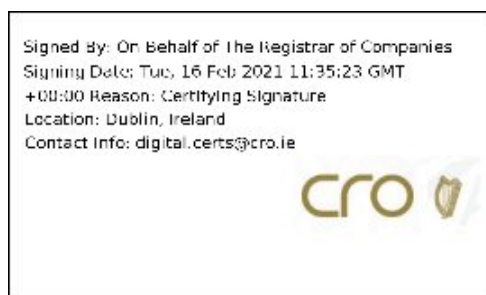 Signed By: On Behalf of The Registrar of Companies
Signing Date: Tue, 16 Feb 2021 11:35:23 GMT
+00:00 Reason: Certifying Signature
Location: Dublin, Ireland
Contact Info: digital.certs@cro.ie
cro